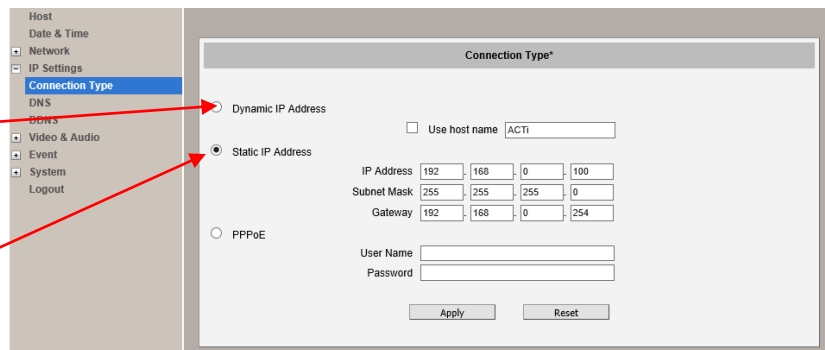 Host
Date & Time
Network
IP Settings
Connection Type
DNS
DDNS
Video & Audio
Event
System
Logout
Connection Type*
Dynamic IP Address
Use host name ACTi
Static IP Address
IP Address 192 . 168 . 0 . 100
Subnet Mask 255 . 255 . 255 . 0
Gateway 192 . 168 . 0 . 254
PPPoE
User Name
Password
Apply Reset